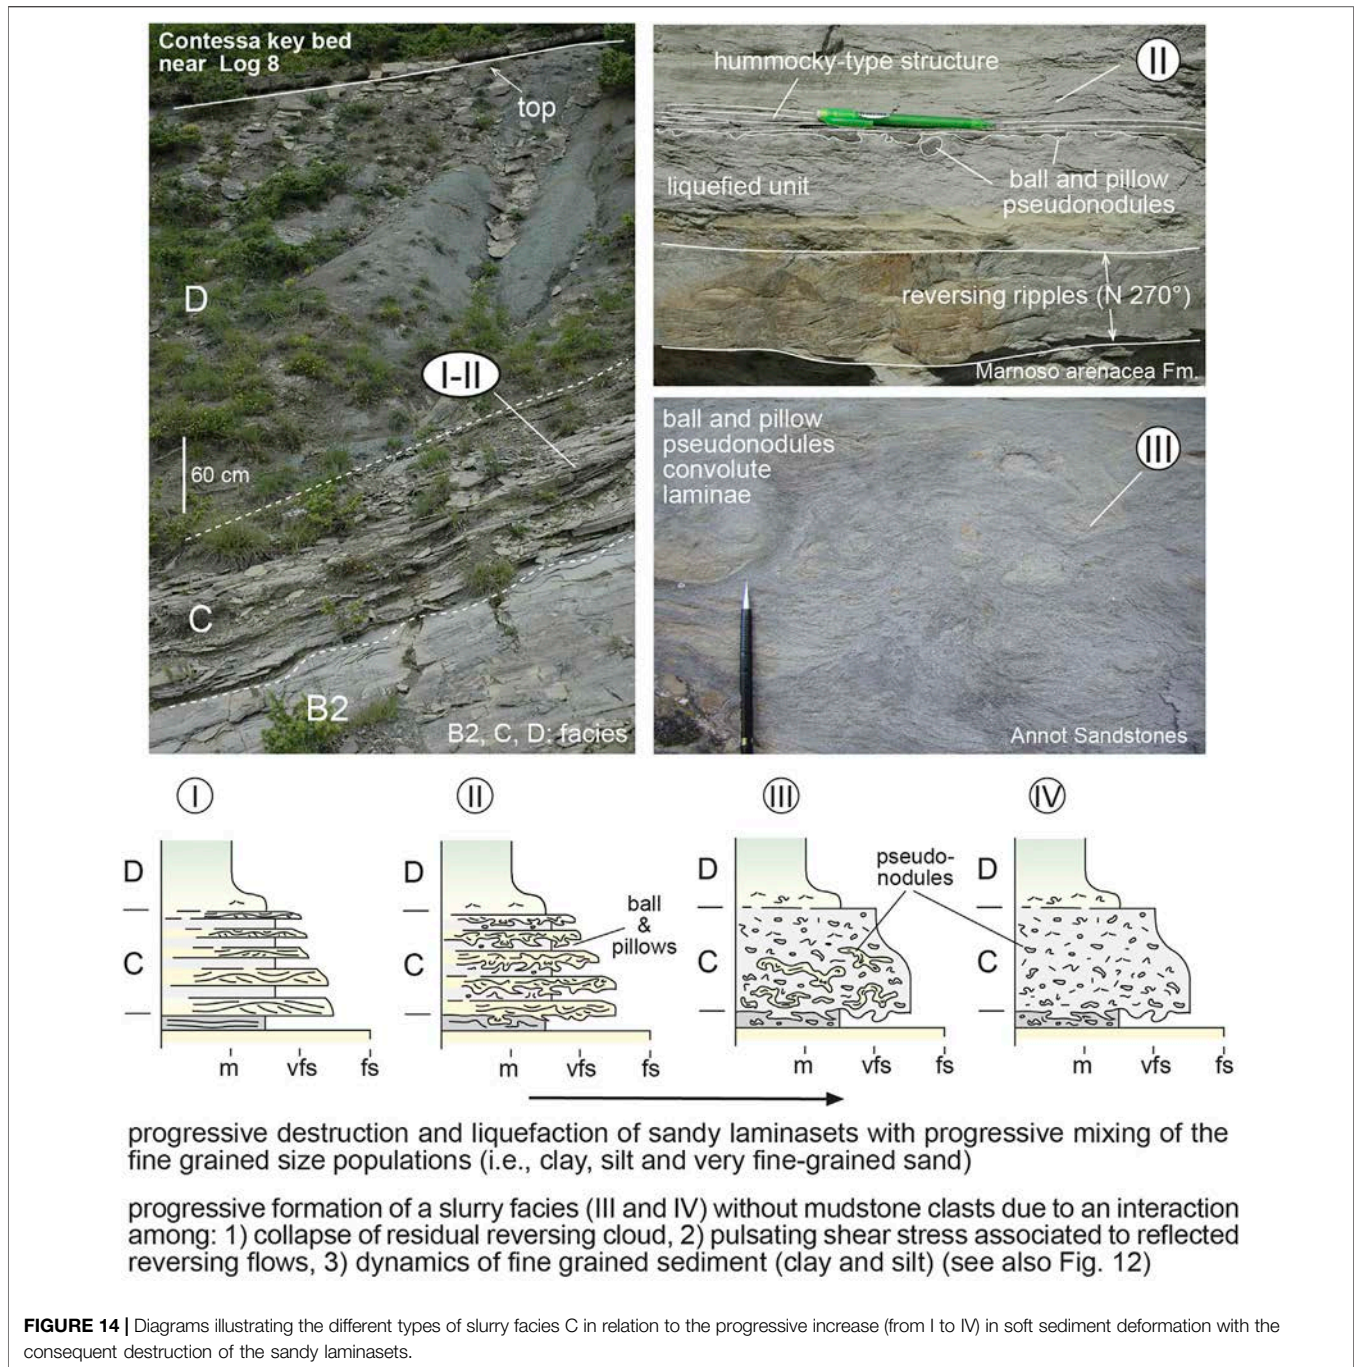 Contessa key bed
near Log 8
top
D
I-II
60 cm
C
B2
B2, C, D: facies
II
hummocky-type structure
liquefied unit
ball and pillow
pseudonodules
reversing ripples (N 270°)
Marnoso arenacea Fm.
ball and pillow
pseudonodules
convolute
laminae
III
Annot Sandstones
I
D
C
m vfs fs
II
D
C
ball
&
pillows
m vfs fs
III
D
C
pseudo-
nodules
m vfs fs
IV
D
C
m vfs fs
progressive destruction and liquefaction of sandy laminasets with progressive mixing of the
fine grained size populations (i.e., clay, silt and very fine-grained sand)
progressive formation of a slurry facies (III and IV) without mudstone clasts due to an interaction
among: 1) collapse of residual reversing cloud, 2) pulsating shear stress associated to reflected
reversing flows, 3) dynamics of fine grained sediment (clay and silt) (see also Fig. 12)
FIGURE 14 | Diagrams illustrating the different types of slurry facies C in relation to the progressive increase (from I to IV) in soft sediment deformation with the
consequent destruction of the sandy laminasets.